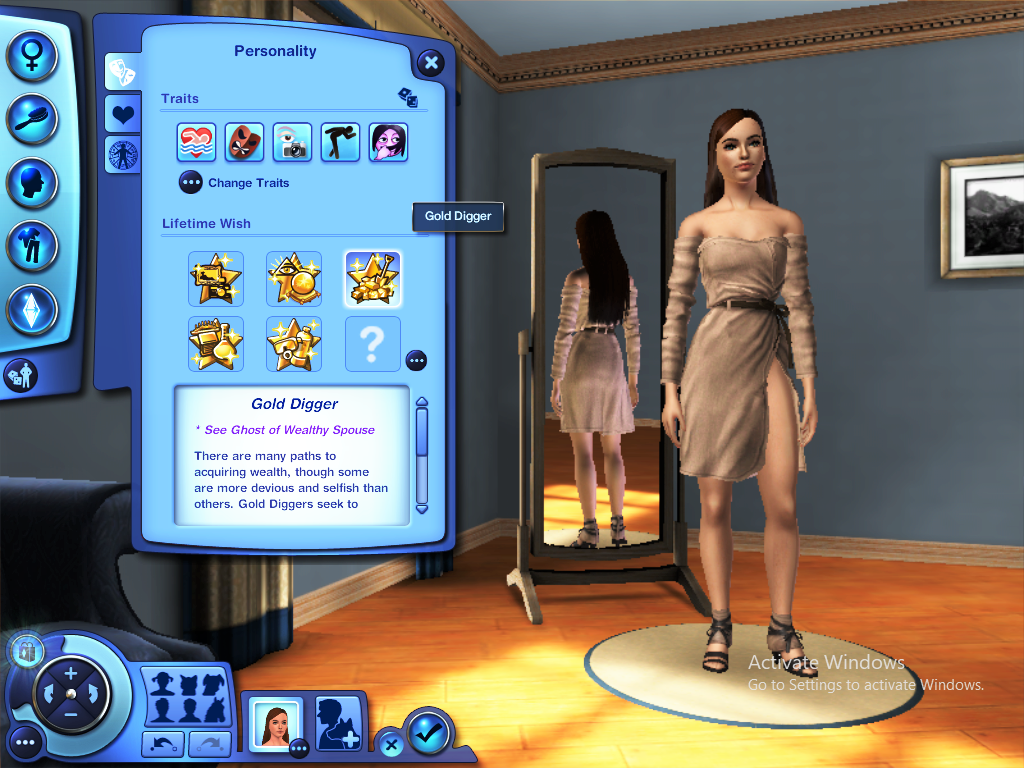 Personality
Traits
Change Traits
Gold Digger
Lifetime Wish
?
Gold Digger
* See Ghost of Wealthy Spouse
There are many paths to
acquiring wealth, though some
are more devious and selfish than
others. Gold Diggers seek to
Activate Windows
Go to Settings to activate Windows.